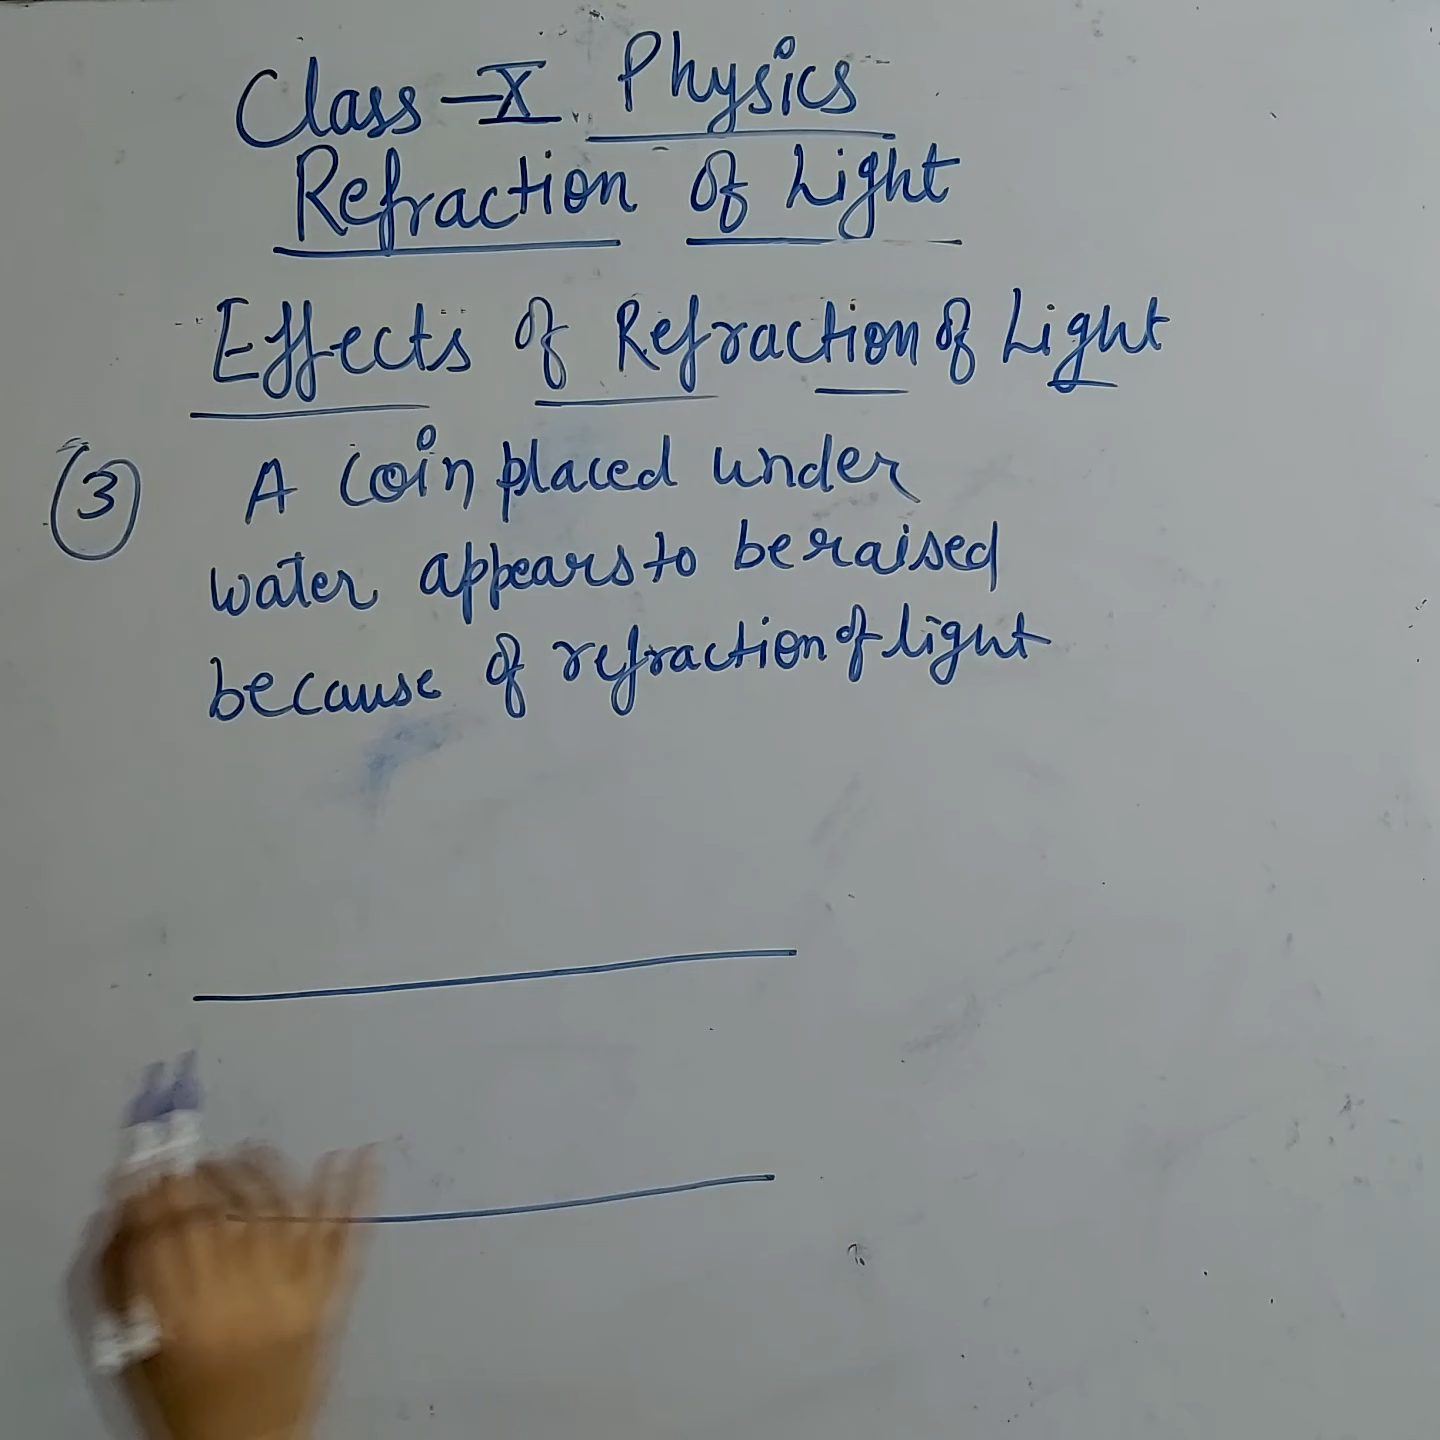 Class - X Physics
Refraction of Light
Effects of Refraction of Light
3 A coin placed under
water appears to be raised
because of refraction of light